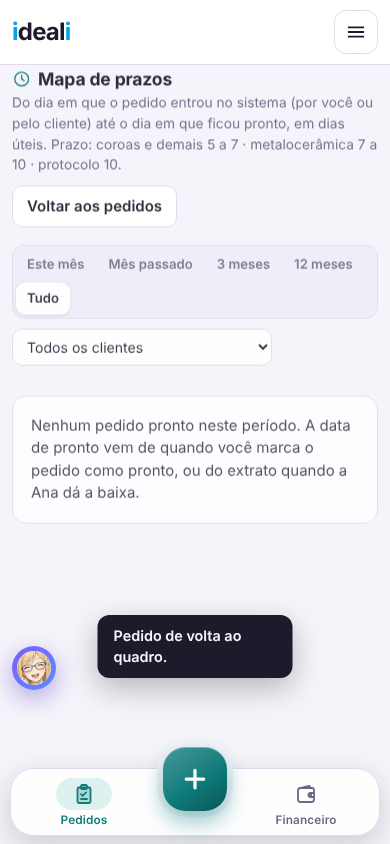 ideali
Mapa de prazos
Do dia em que o pedido entrou no sistema (por você ou
pelo cliente) até o dia em que ficou pronto, em dias
úteis. Prazo: coroas e demais 5 a 7 · metalocerâmica 7 a
10 · protocolo 10.
Voltar aos pedidos
Este mês Mês passado 3 meses 12 meses
Tudo
Todos os clientes
Nenhum pedido pronto neste período. A data
de pronto vem de quando você marca o
pedido como pronto, ou do extrato quando a
Ana dá a baixa.
Pedido de volta ao
quadro.
Pedidos Financeiro